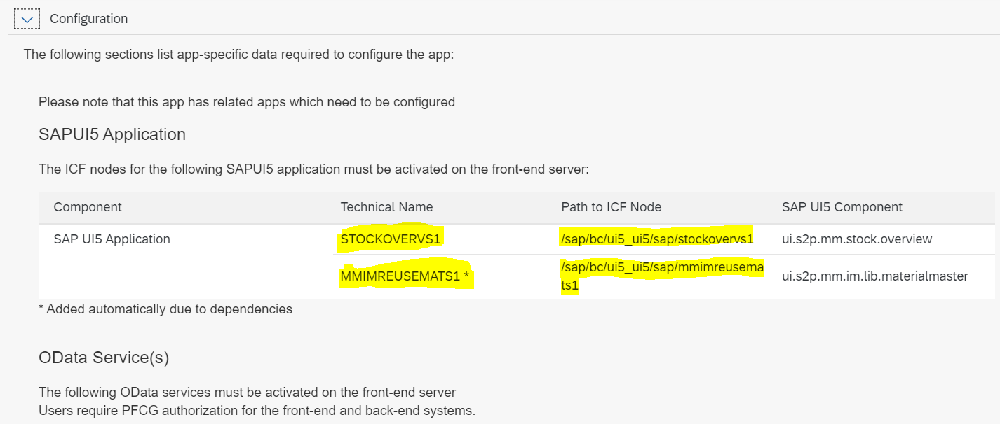 Configuration
The following sections list app-specific data required to configure the app:
Please note that this app has related apps which need to be configured
SAPUI5 Application
The ICF nodes for the following SAPUI5 application must be activated on the front-end server:
Component Technical Name Path to ICF Node SAP UI5 Component
SAP UI5 Application STOCKOVERVS1 /sap/bc/ui5_ui5/sap/stockovervs1 ui.s2p.mm.stock.overview
MMIMREUSEMATS1 * /sap/bc/ui5_ui5/sap/mmimreusema ui.s2p.mm.im.lib.materialmaster
ts1
* Added automatically due to dependencies
OData Service(s)
The following OData services must be activated on the front-end server
Users require PFCG authorization for the front-end and back-end systems.